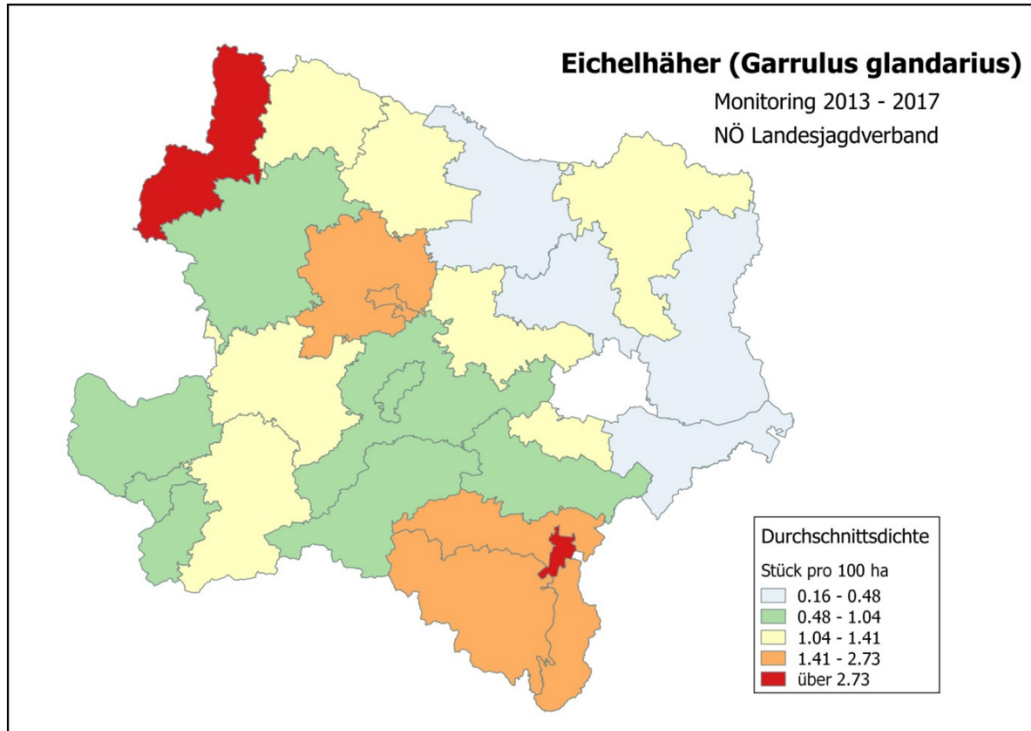 Eichelhäher (Garrulus glandarius)
Monitoring 2013 - 2017
NÖ Landesjagdverband
Durchschnittsdichte
Stück pro 100 ha
0.16 - 0.48
0.48 - 1.04
1.04 - 1.41
1.41 - 2.73
über 2.73